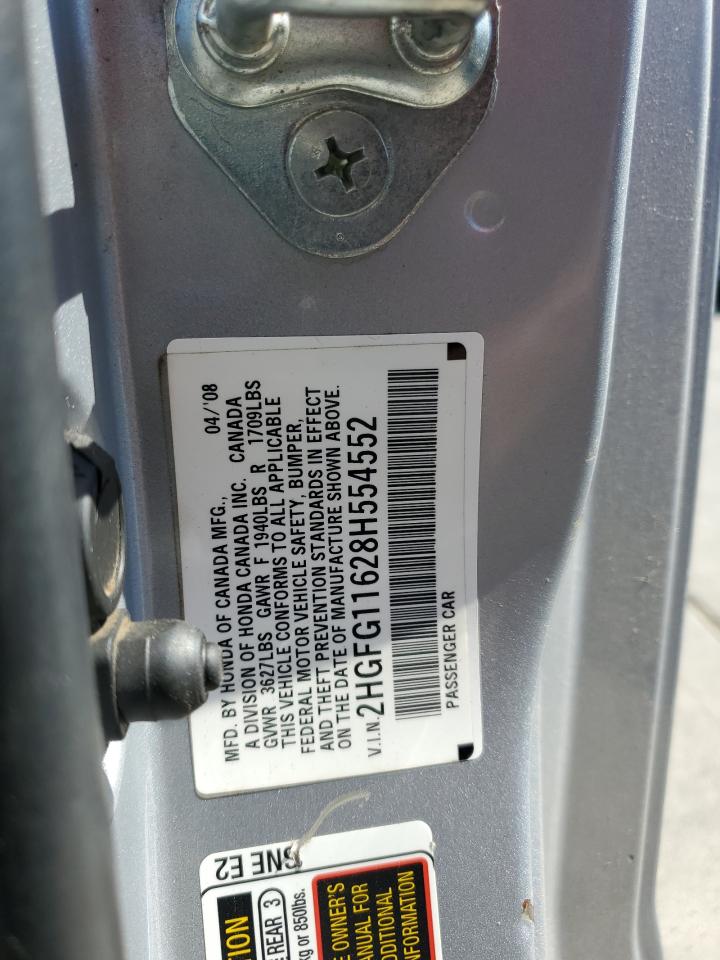 MFD. BY HONDA OF CANADA MFG., 04/'08
A DIVISION OF HONDA CANADA INC. CANADA
GVWR 3627LBS GAWR F 1940LBS R 1709LBS
THIS VEHICLE CONFORMS TO ALL APPLICABLE
FEDERAL MOTOR VEHICLE SAFETY, BUMPER,
AND THEFT PREVENTION STANDARDS IN EFFECT
ON THE DATE OF MANUFACTURE SHOWN ABOVE.
V.I.N. 2HGFG11628H554552
PASSENGER CAR
SNE E2
TION
REAR 3
kg or 850lbs.
OWNER'S
ANUAL FOR
DDITIONAL
NFORMATION